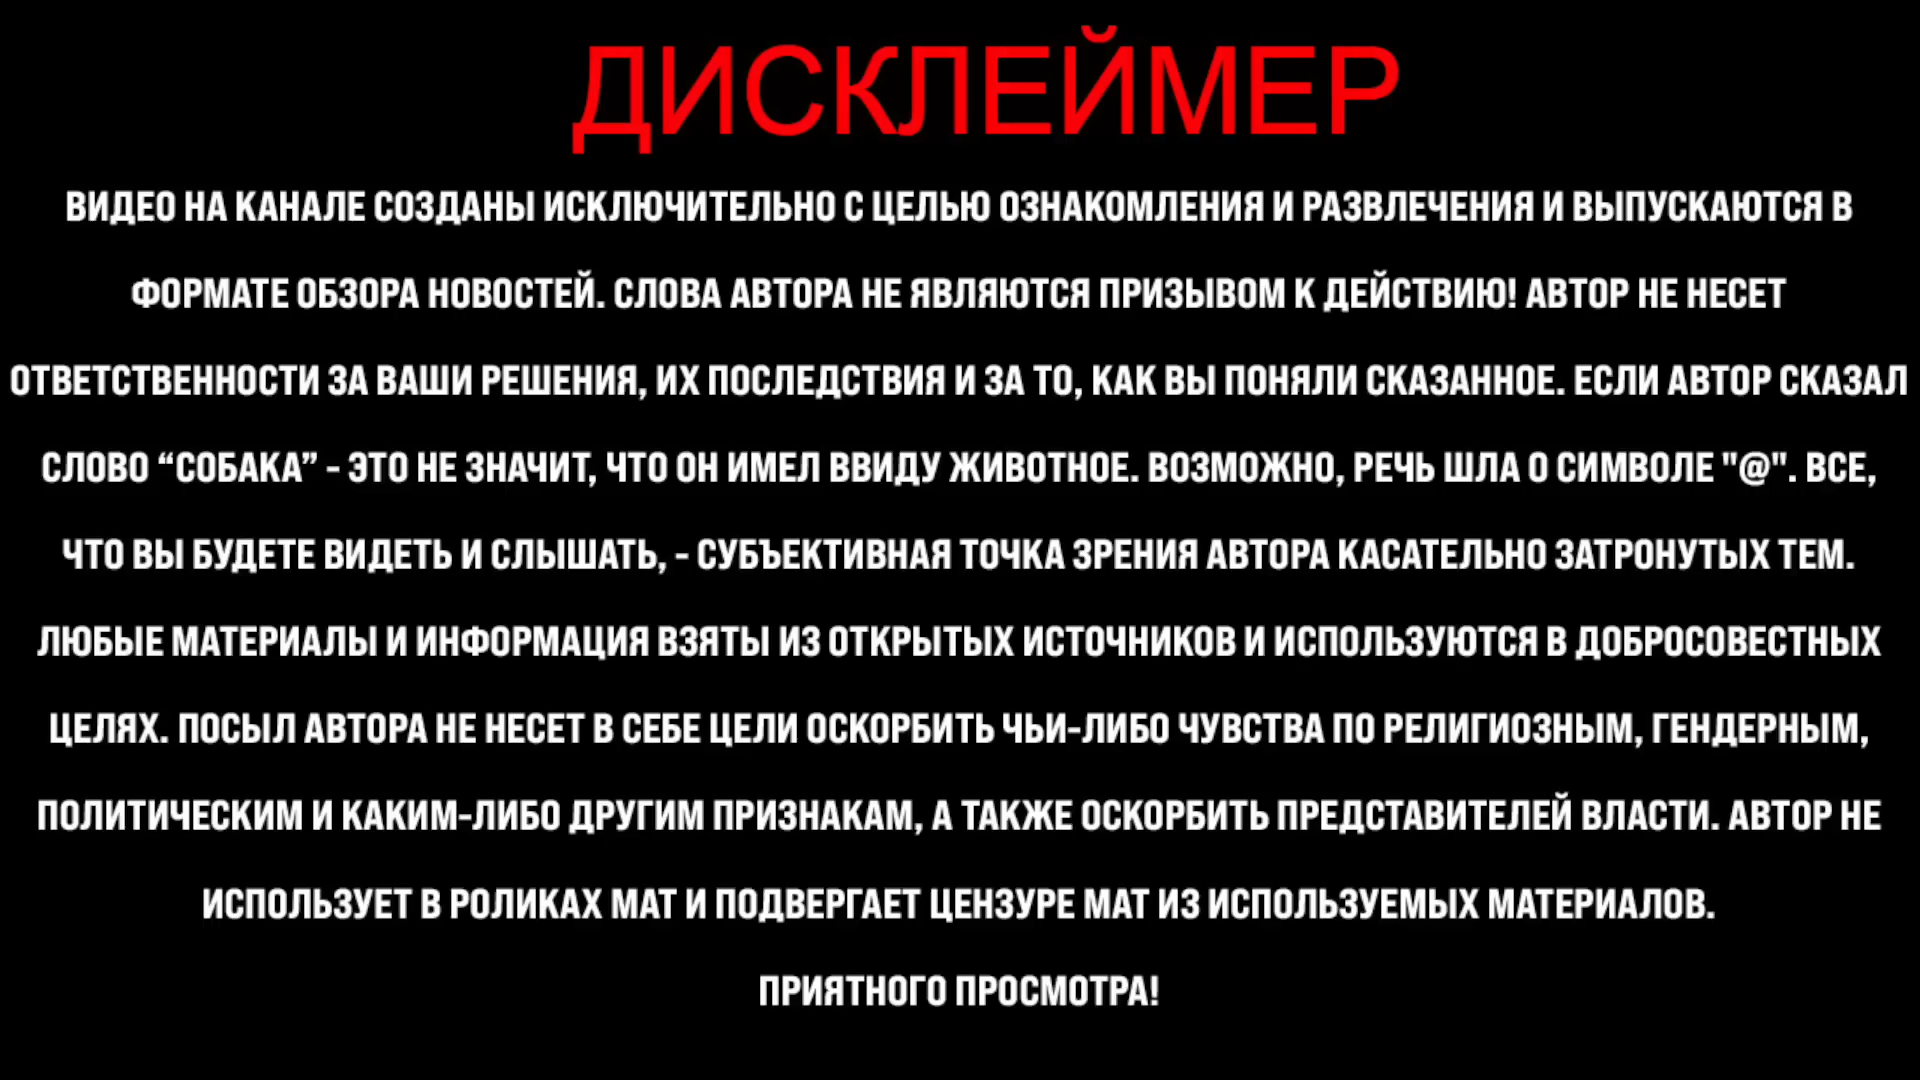 ДИСКЛЕЙМЕР
ВИДЕО НА КАНАЛЕ СОЗДАНЫ ИСКЛЮЧИТЕЛЬНО С ЦЕЛЬЮ ОЗНАКОМЛЕНИЯ И РАЗВЛЕЧЕНИЯ И ВЫПУСКАЮТСЯ В
ФОРМАТЕ ОБЗОРА НОВОСТЕЙ. СЛОВА АВТОРА НЕ ЯВЛЯЮТСЯ ПРИЗЫВОМ К ДЕЙСТВИЮ! АВТОР НЕ НЕСЕТ
ОТВЕТСТВЕННОСТИ ЗА ВАШИ РЕШЕНИЯ, ИХ ПОСЛЕДСТВИЯ И ЗА ТО, КАК ВЫ ПОНЯЛИ СКАЗАННОЕ. ЕСЛИ АВТОР СКАЗАЛ
СЛОВО “СОБАКА” - ЭТО НЕ ЗНАЧИТ, ЧТО ОН ИМЕЛ ВВИДУ ЖИВОТНОЕ. ВОЗМОЖНО, РЕЧЬ ШЛА О СИМВОЛЕ "@". ВСЕ,
ЧТО ВЫ БУДЕТЕ ВИДЕТЬ И СЛЫШАТЬ, - СУБЪЕКТИВНАЯ ТОЧКА ЗРЕНИЯ АВТОРА КАСАТЕЛЬНО ЗАТРОНУТЫХ ТЕМ.
ЛЮБЫЕ МАТЕРИАЛЫ И ИНФОРМАЦИЯ ВЗЯТЫ ИЗ ОТКРЫТЫХ ИСТОЧНИКОВ И ИСПОЛЬЗУЮТСЯ В ДОБРОСОВЕСТНЫХ
ЦЕЛЯХ. ПОСЫЛ АВТОРА НЕ НЕСЕТ В СЕБЕ ЦЕЛИ ОСКОРБИТЬ ЧЬИ-ЛИБО ЧУВСТВА ПО РЕЛИГИОЗНЫМ, ГЕНДЕРНЫМ,
ПОЛИТИЧЕСКИМ И КАКИМ-ЛИБО ДРУГИМ ПРИЗНАКАМ, А ТАКЖЕ ОСКОРБИТЬ ПРЕДСТАВИТЕЛЕЙ ВЛАСТИ. АВТОР НЕ
ИСПОЛЬЗУЕТ В РОЛИКАХ МАТ И ПОДВЕРГАЕТ ЦЕНЗУРЕ МАТ ИЗ ИСПОЛЬЗУЕМЫХ МАТЕРИАЛОВ.
ПРИЯТНОГО ПРОСМОТРА!